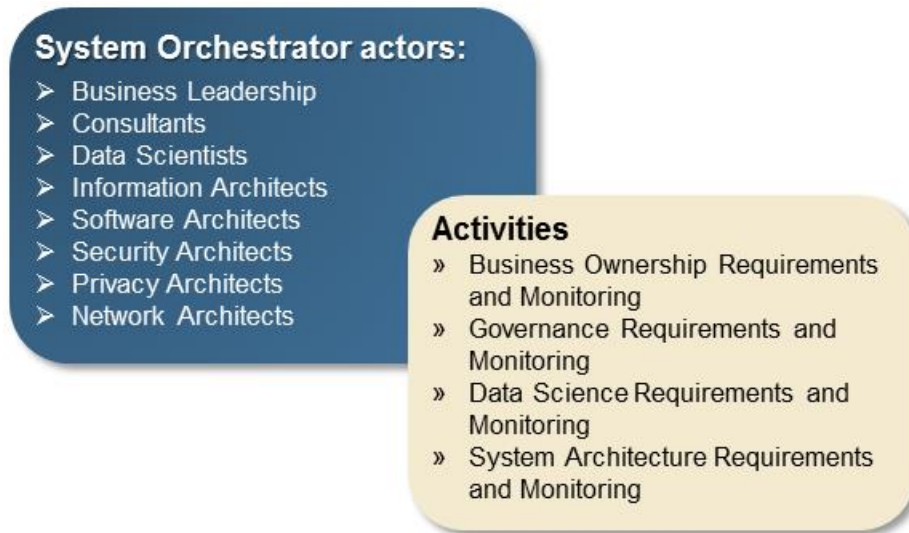 System Orchestrator actors:
➢ Business Leadership
➢ Consultants
➢ Data Scientists
➢ Information Architects
➢ Software Architects
➢ Security Architects
➢ Privacy Architects
➢ Network Architects
Activities
» Business Ownership Requirements
and Monitoring
» Governance Requirements and
Monitoring
» Data Science Requirements and
Monitoring
» System Architecture Requirements
and Monitoring